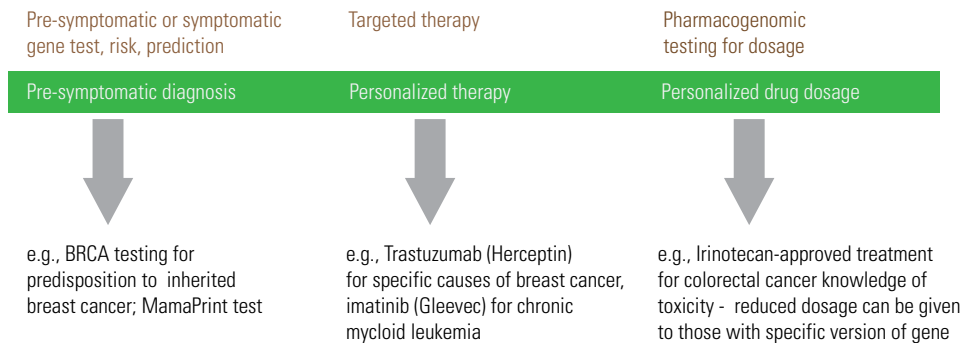 Pre-symptomatic or symptomatic
gene test, risk, prediction
Targeted therapy
Pharmacogenomic
testing for dosage
Pre-symptomatic diagnosis
Personalized therapy
Personalized drug dosage
e.g., BRCA testing for
predisposition to inherited
breast cancer; MamaPrint test
e.g., Trastuzumab (Herceptin)
for specific causes of breast cancer,
imatinib (Gleevec) for chronic
mycloid leukemia
e.g., Irinotecan-approved treatment
for colorectal cancer knowledge of
toxicity - reduced dosage can be given
to those with specific version of gene